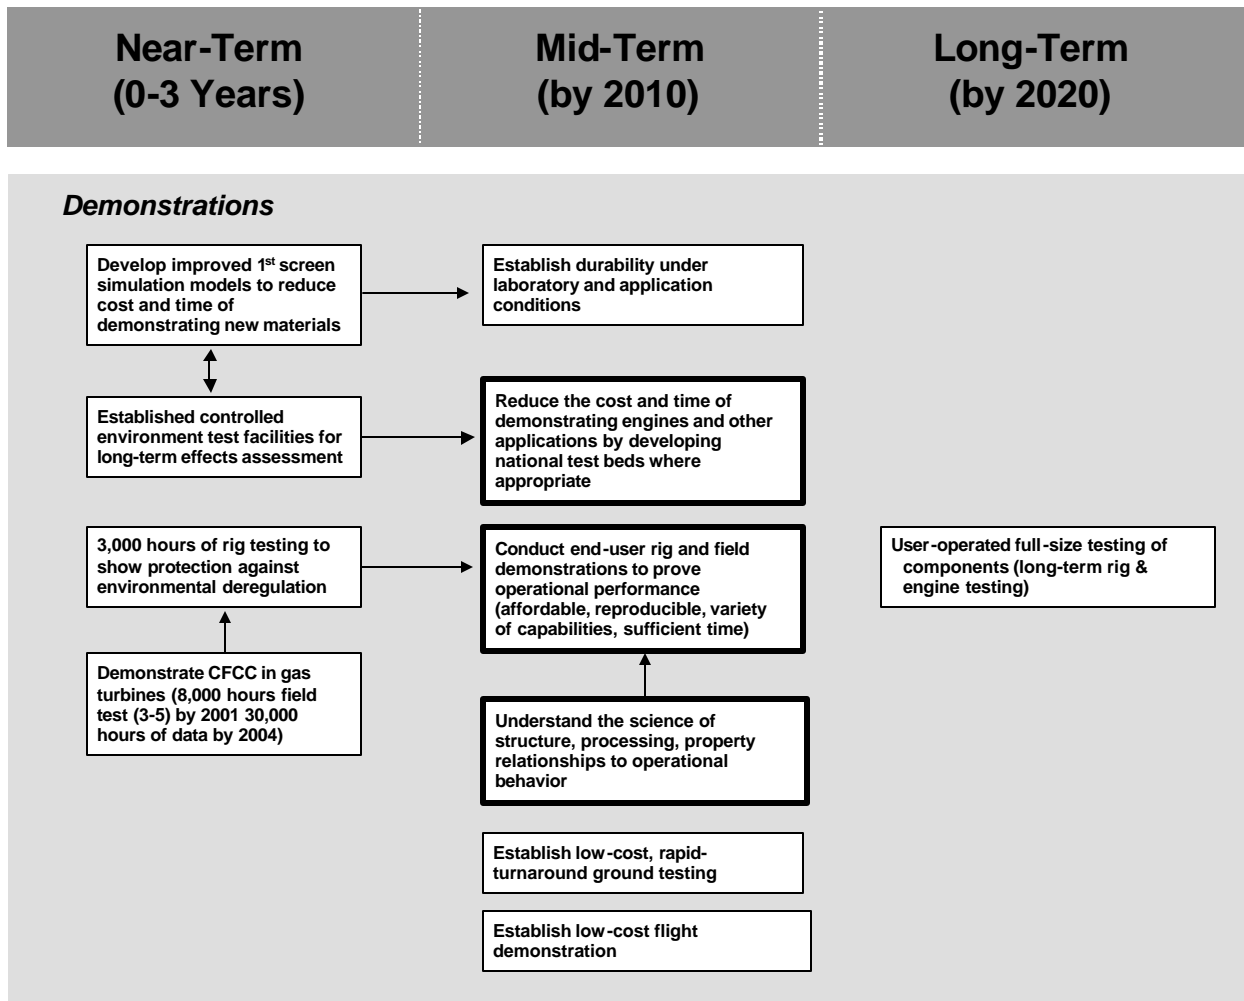 Near-Term
(0-3 Years)
Mid-Term
(by 2010)
Long-Term
(by 2020)
Demonstrations
Develop improved 1st screen
simulation models to reduce
cost and time of
demonstrating new materials
Establish durability under
laboratory and application
conditions
Established controlled
environment test facilities for
long-term effects assessment
Reduce the cost and time of
demonstrating engines and other
applications by developing
national test beds where
appropriate
3,000 hours of rig testing to
show protection against
environmental deregulation
Conduct end-user rig and field
demonstrations to prove
operational performance
(affordable, reproducible, variety
of capabilities, sufficient time)
User-operated full-size testing of
components (long-term rig &
engine testing)
Demonstrate CFCC in gas
turbines (8,000 hours field
test (3-5) by 2001 30,000
hours of data by 2004)
Understand the science of
structure, processing, property
relationships to operational
behavior
Establish low-cost, rapid-
turnaround ground testing
Establish low-cost flight
demonstration